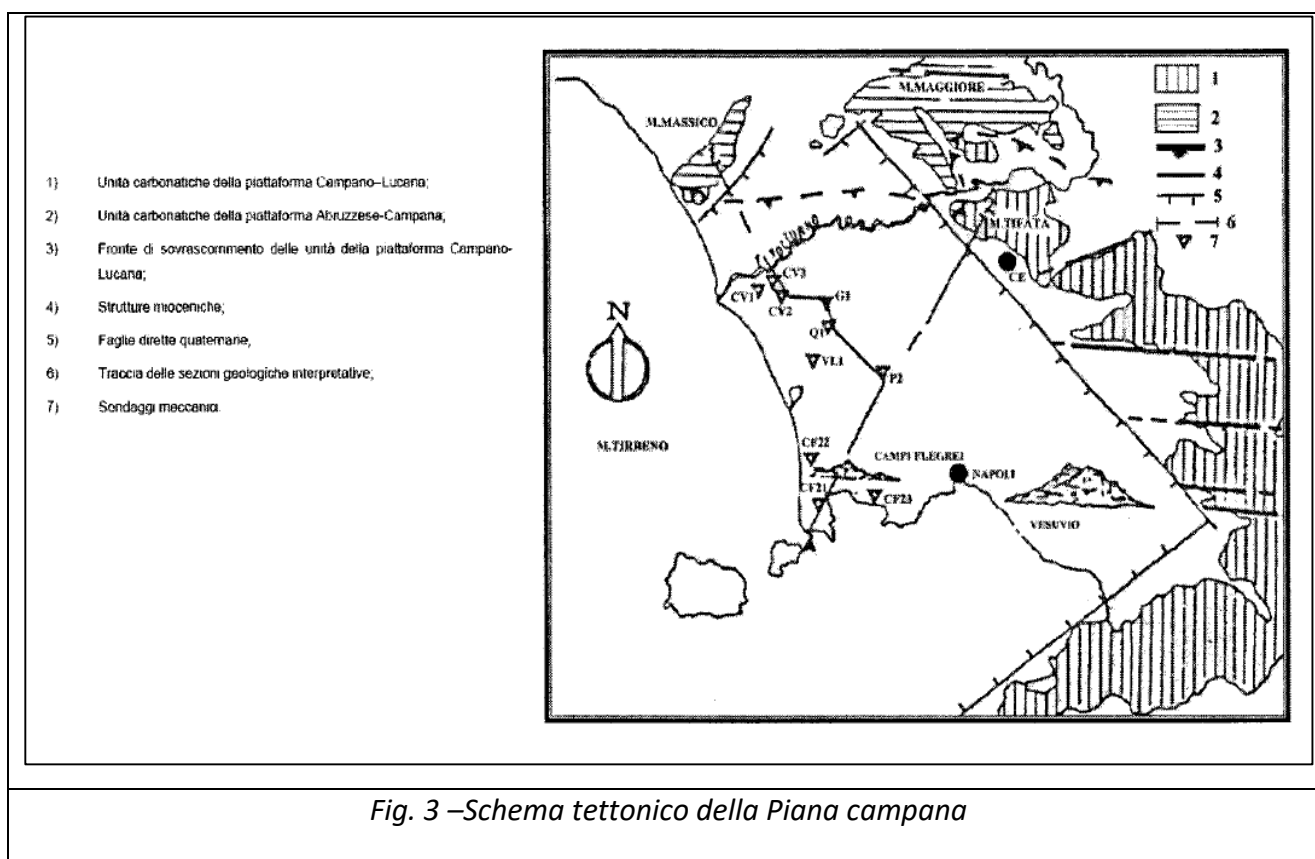 1) Unità carbonatiche della piattaforma Campano–Lucana;
2) Unità carbonatiche della piattaforma Abruzzese-Campana;
3) Fronte di sovrascorrimento delle unità della piattaforma Campano-
Lucana;
4) Strutture mioceniche;
5) Faglie dirette quaternarie,
6) Traccia delle sezioni geologiche interpretative;
7) Sondaggi meccanici.
M.MAGGIORE
M.MASSICO
1
2
3
4
5
6
7
M.TIFATA
CE
CV3
CV1
CV2
G1
Q1
VL1
P2
N
M.TIRRENO
CF22
CAMPI FLEGREI
NAPOLI
CF21
CF23
VESUVIO
A
Fig. 3 –Schema tettonico della Piana campana